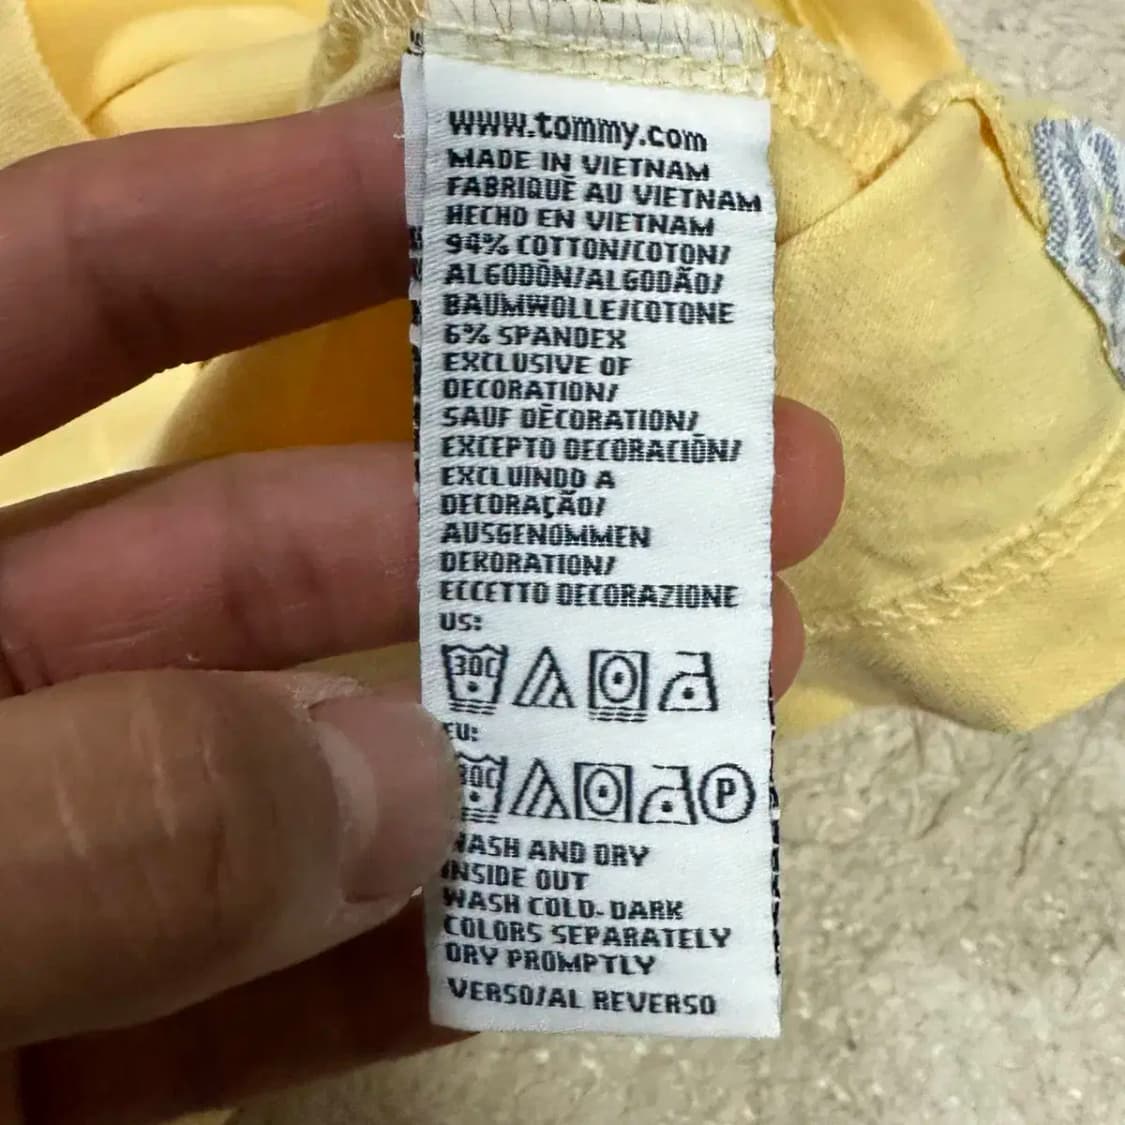 www.tommy.com
MADE IN VIETNAM
FABRIQUÉ AU VIETNAM
HECHO EN VIETNAM
94% COTTON/COTON/
ALGODÓN/ALGODÃO/
BAUMWOLLE/COTONE
6% SPANDEX
EXCLUSIVE OF
DECORATION/
SAUF DÉCORATION/
EXCEPTO DECORACIÓN/
EXCLUINDO A
DECORAÇÃO/
AUSGENOMMEN
DEKORATION/
ECCETTO DECORAZIONE
US:
30C
EU:
30C P
WASH AND DRY
INSIDE OUT
WASH COLD-DARK
COLORS SEPARATELY
DRY PROMPTLY
VERSO/AL REVERSO